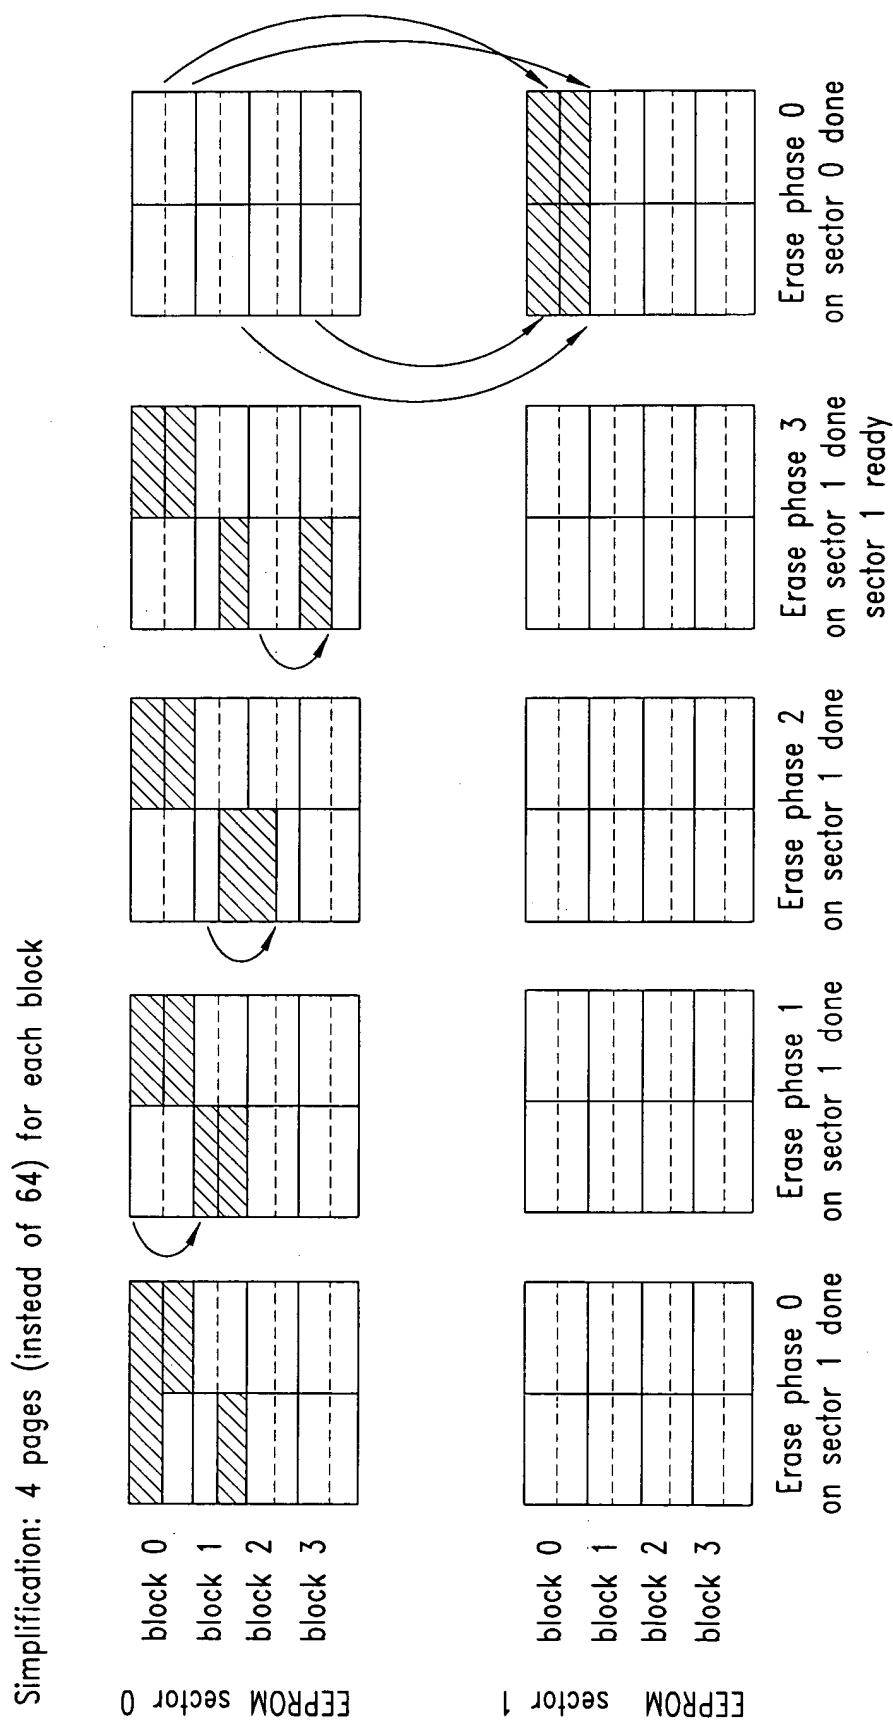 Simplification: 4 pages (instead of 64) for each block
EEPROM
sector 0
block 0
block 1
block 2
block 3
EEPROM
sector 1
block 0
block 1
block 2
block 3
Erase phase 0
on sector 1 done
Erase phase 1
on sector 1 done
Erase phase 2
on sector 1 done
Erase phase 3
on sector 1 done
sector 1 ready
Erase phase 0
on sector 0 done